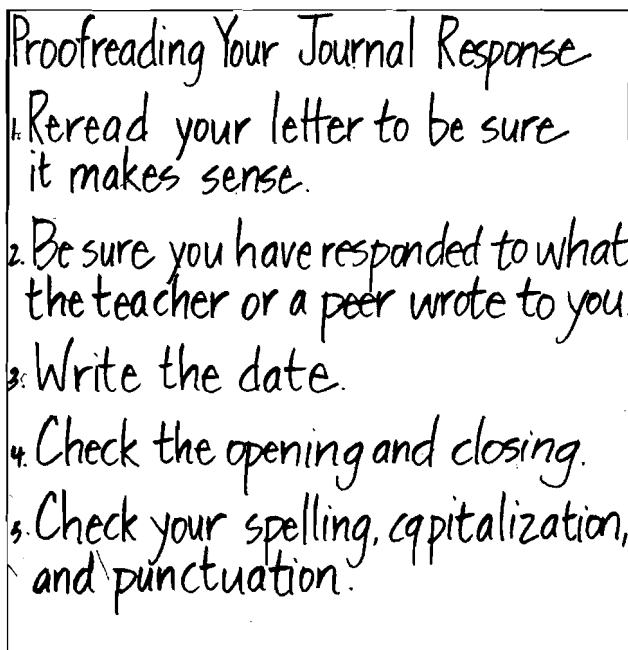 Proofreading Your Journal Response
1. Reread your letter to be sure
it makes sense.
2. Be sure you have responded to what
the teacher or a peer wrote to you.
3. Write the date.
4. Check the opening and closing.
5. Check your spelling, capitalization,
and punctuation.